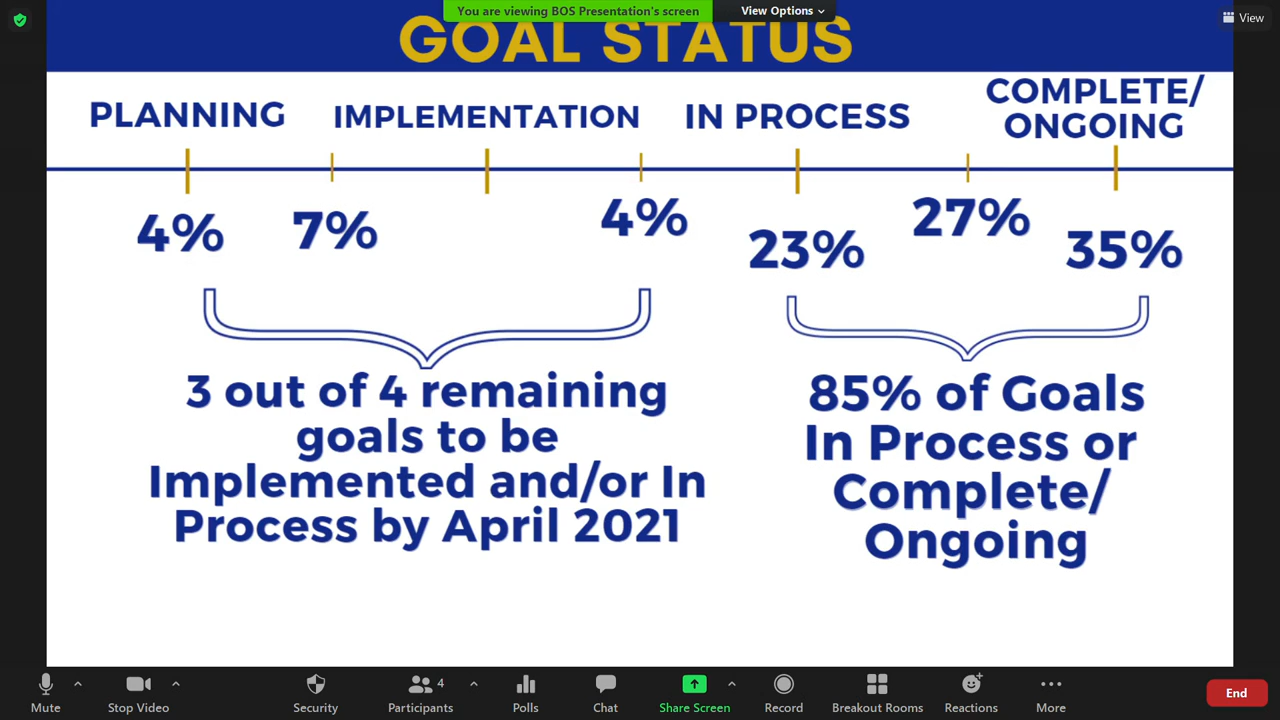 You are viewing BOS Presentation's screen
View Options
View
GOAL STATUS
PLANNING
IMPLEMENTATION
IN PROCESS
COMPLETE/
ONGOING
4%
7%
4%
23%
27%
35%
3 out of 4 remaining
goals to be
Implemented and/or In
Process by April 2021
85% of Goals
In Process or
Complete/
Ongoing
Mute
Stop Video
Security
4
Participants
Polls
Chat
Share Screen
Record
Breakout Rooms
Reactions
More
End